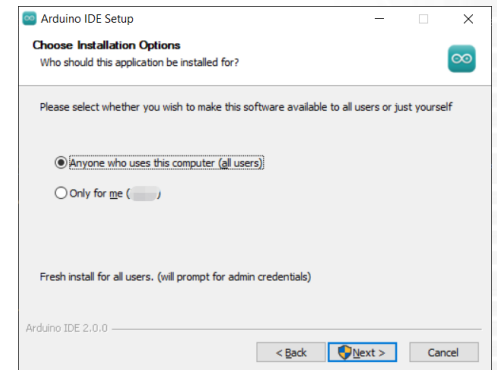 Arduino IDE Setup
Choose Installation Options
Who should this application be installed for?
Please select whether you wish to make this software available to all users or just yourself
Anyone who uses this computer (all users)
Only for me (
Fresh install for all users. (will prompt for admin credentials)
Arduino IDE 2.0.0
< Back Next > Cancel